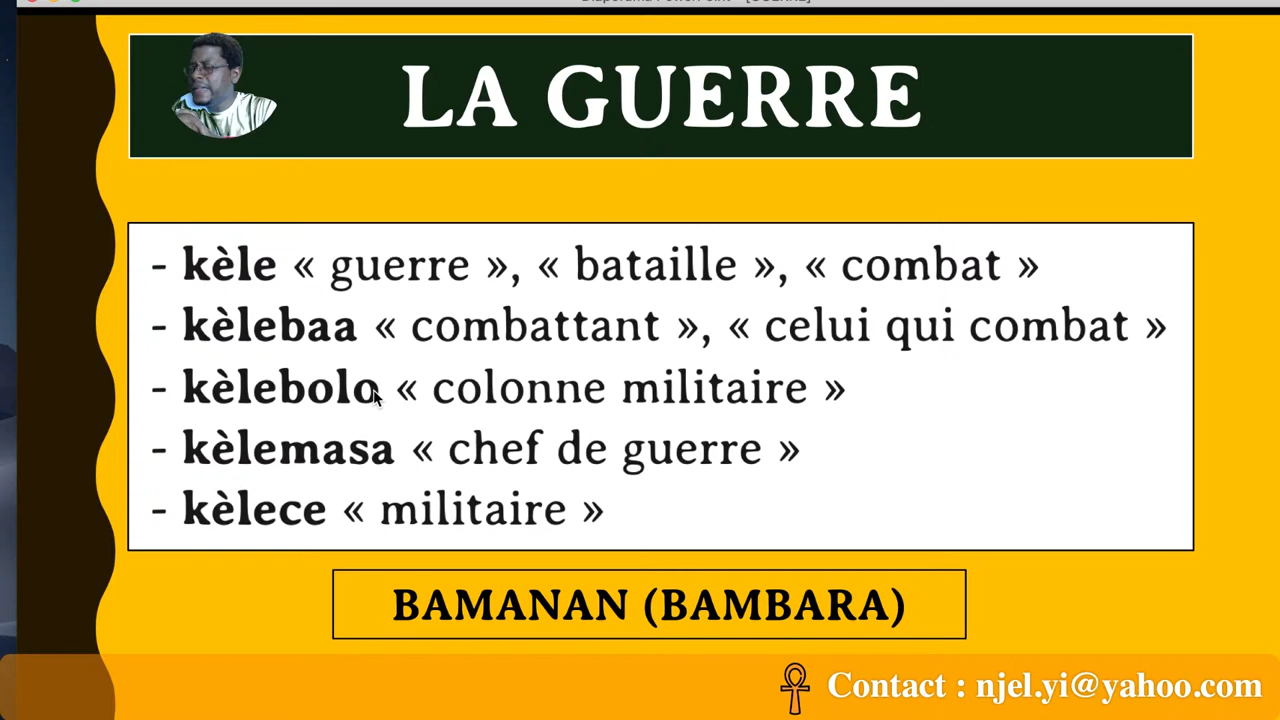 LA GUERRE
- kèle « guerre », « bataille », « combat »
- kèlebaa « combattant », « celui qui combat »
- kèlebolo « colonne militaire »
- kèlemasa « chef de guerre »
- kèlece « militaire »
BAMANAN (BAMBARA)
Contact : njel.yi@yahoo.com